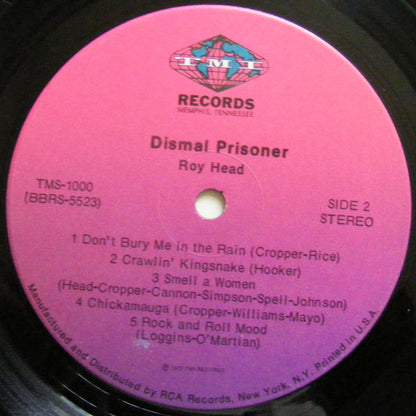 TMI
RECORDS
MEMPHIS, TENNESSEE
Dismal Prisoner
Roy Head
TMS-1000
(BBRS-5523)
SIDE 2
STEREO
1 Don't Bury Me in the Rain (Cropper-Rice)
2 Crawlin' Kingsnake (Hooker)
3 Smell a Women
(Head-Cropper-Cannon-Simpson-Spell-Johnson)
4 Chickamauga (Cropper-Williams-Mayo)
5 Rock and Roll Mood
(Loggins-O'Martian)
TMI RECORDS
Manufactured and Distributed by RCA Records, New York, N.Y. Printed in U.S.A.